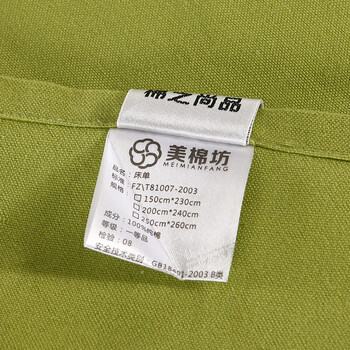 棉之尚品
美棉坊
MEIMIANFANG
品名：床单
标准：FZ\T81007-2003
规格：□150cm*230cm
□200cm*240cm
□250cm*260cm
成分：100%纯棉
等级：一等品
检验：08
安全技术类别：GB18401-2003 B类